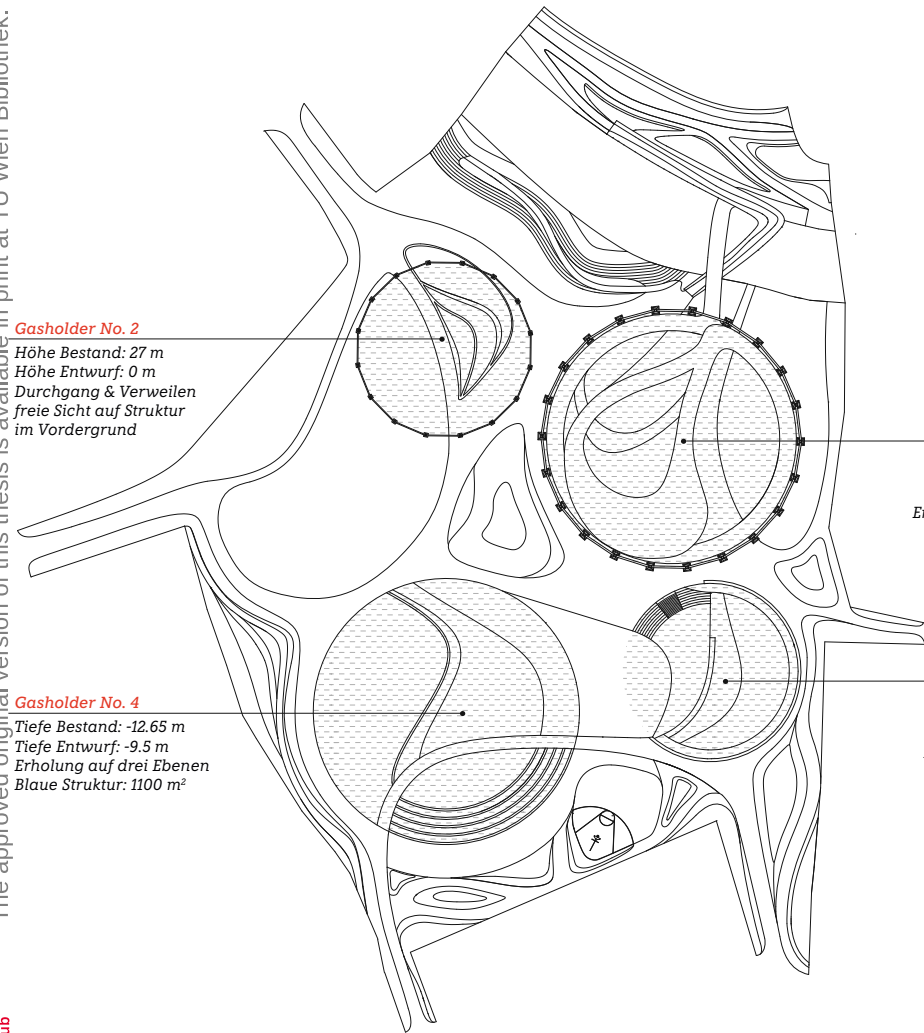 The approved original version of this thesis is available in print at TU Wien Bibliothek.
Gasholder No. 2
Höhe Bestand: 27 m
Höhe Entwurf: 0 m
Durchgang & Verweilen
freie Sicht auf Struktur
im Vordergrund
Gasholder No. 4
Tiefe Bestand: -12.65 m
Tiefe Entwurf: -9.5 m
Erholung auf drei Ebenen
Blaue Struktur: 1100 m²